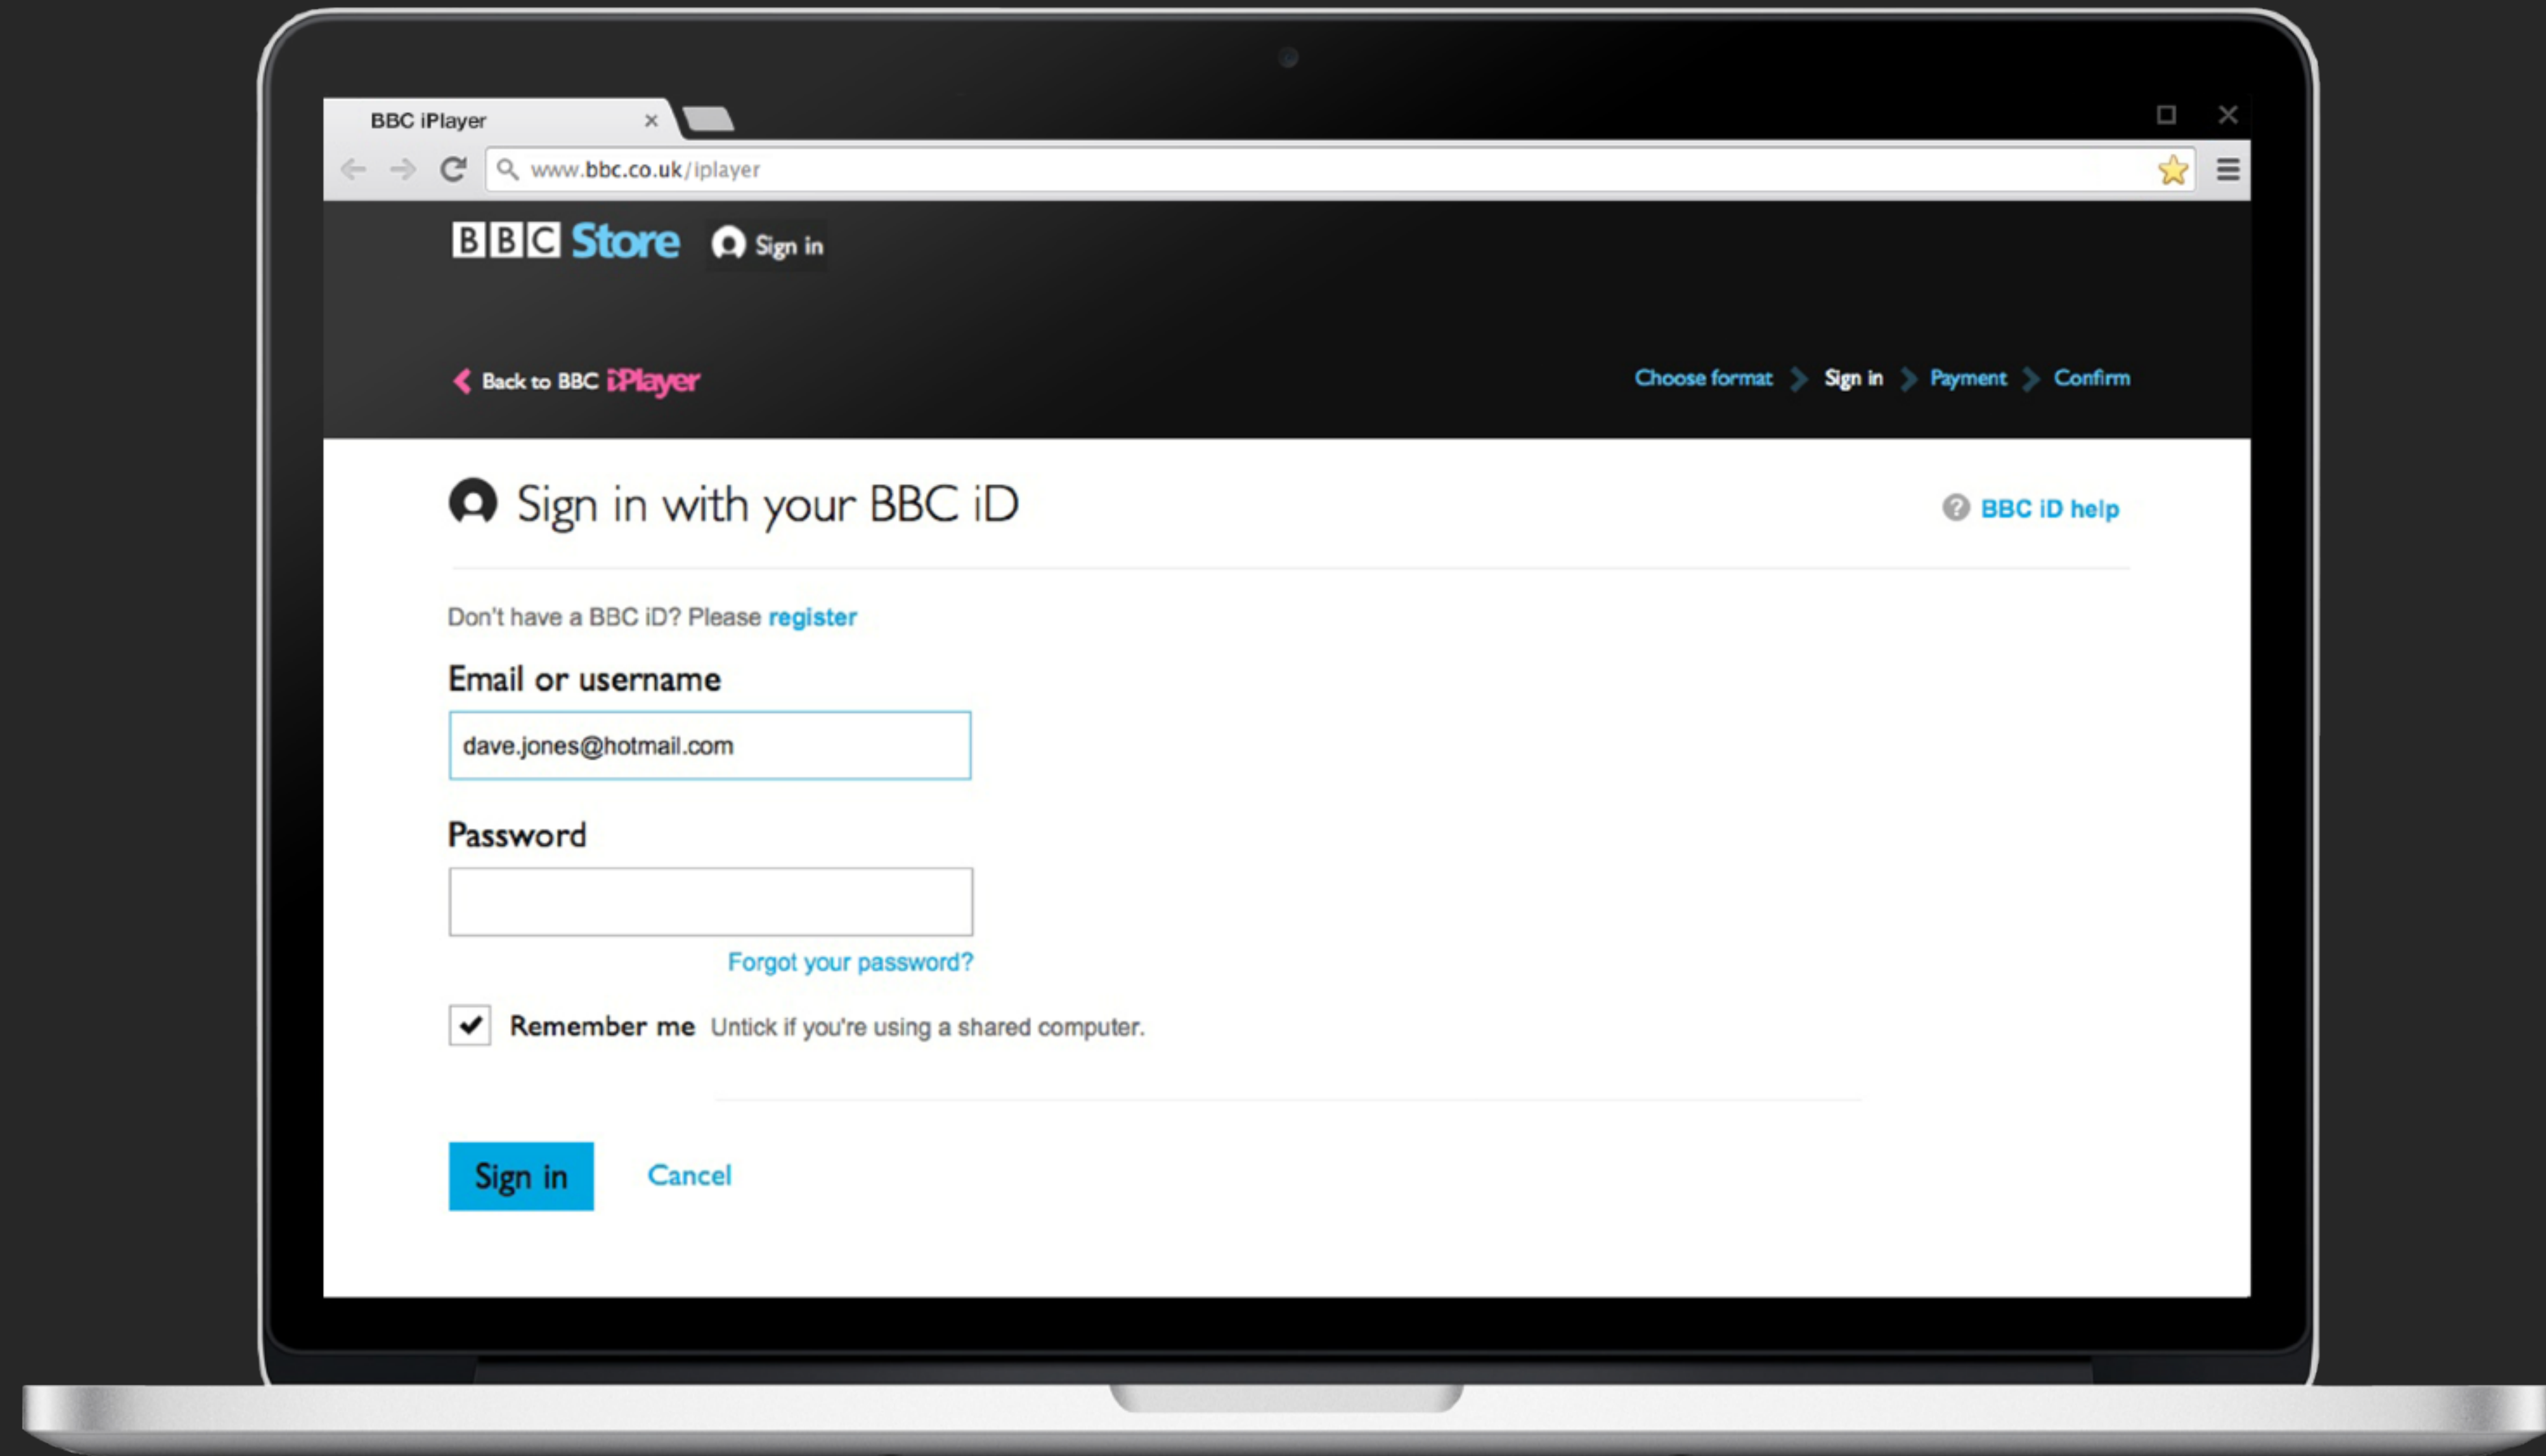 BBC iPlayer
www.bbc.co.uk/iplayer
BBC Store Sign in
Back to BBC iPlayer
Choose format Sign in Payment Confirm
Sign in with your BBC iD
BBC iD help
Don't have a BBC iD? Please register
Email or username
dave.jones@hotmail.com
Password
Forgot your password?
Remember me Untick if you're using a shared computer.
Sign in Cancel